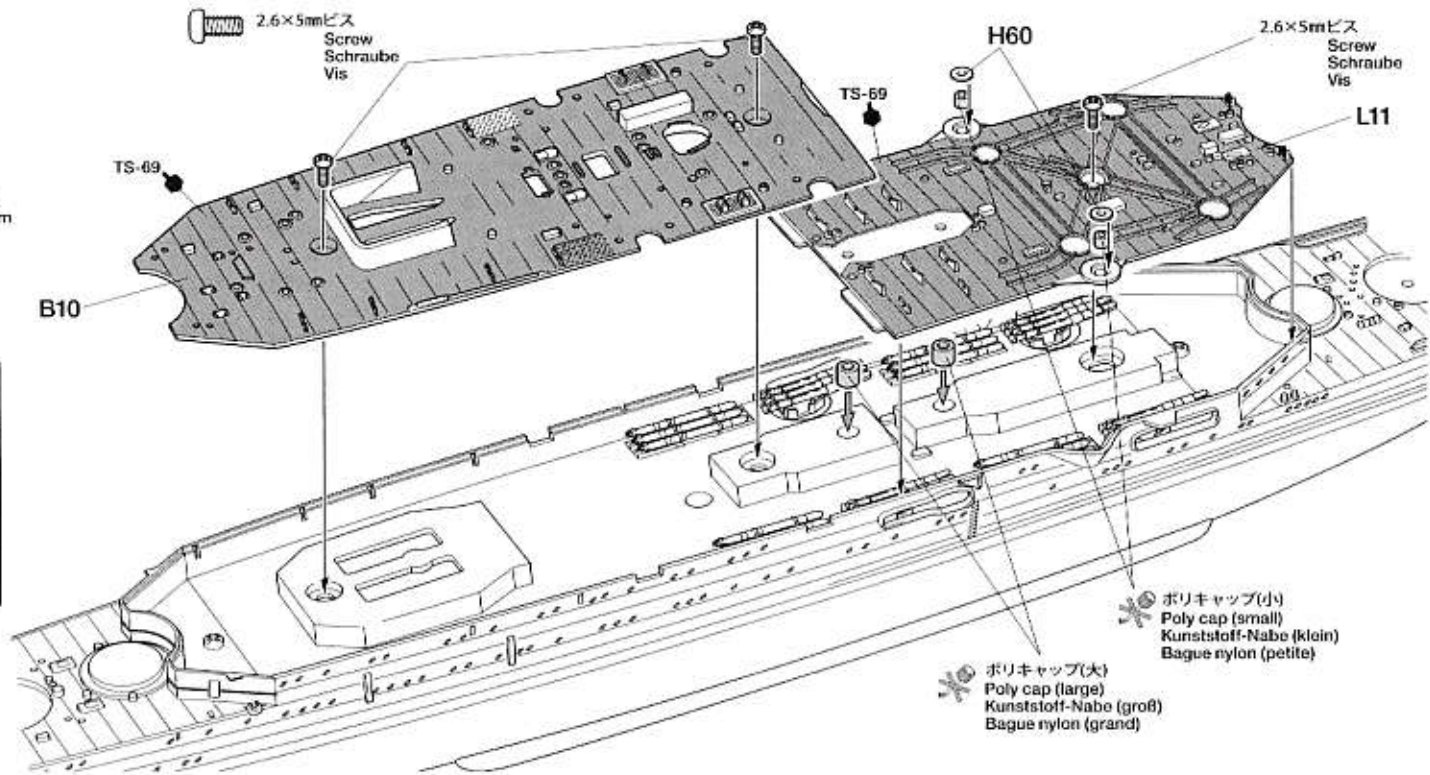 2.6×5mmビス
Screw
Schraube
Vis
H60
2.6×5mmビス
Screw
Schraube
Vis
TS-69
L11
TS-69
m
B10
ポリキャップ(小)
Poly cap (small)
Kunststoff-Nabe (klein)
Bague nylon (petite)
ポリキャップ(大)
Poly cap (large)
Kunststoff-Nabe (groß)
Bague nylon (grand)